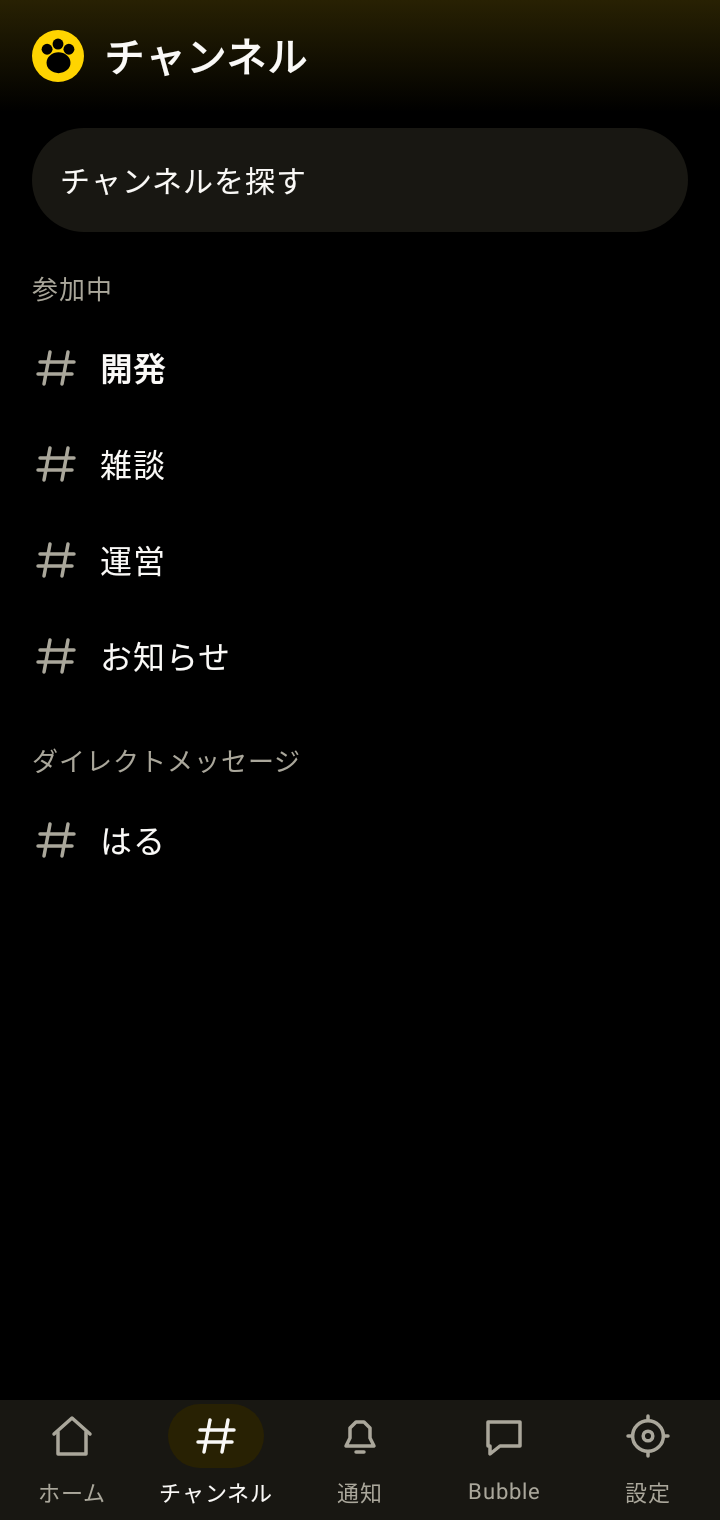 チャンネル
チャンネルを探す
参加中
開発
雑談
運営
お知らせ
ダイレクトメッセージ
はる
ホーム
チャンネル
通知
Bubble
設定